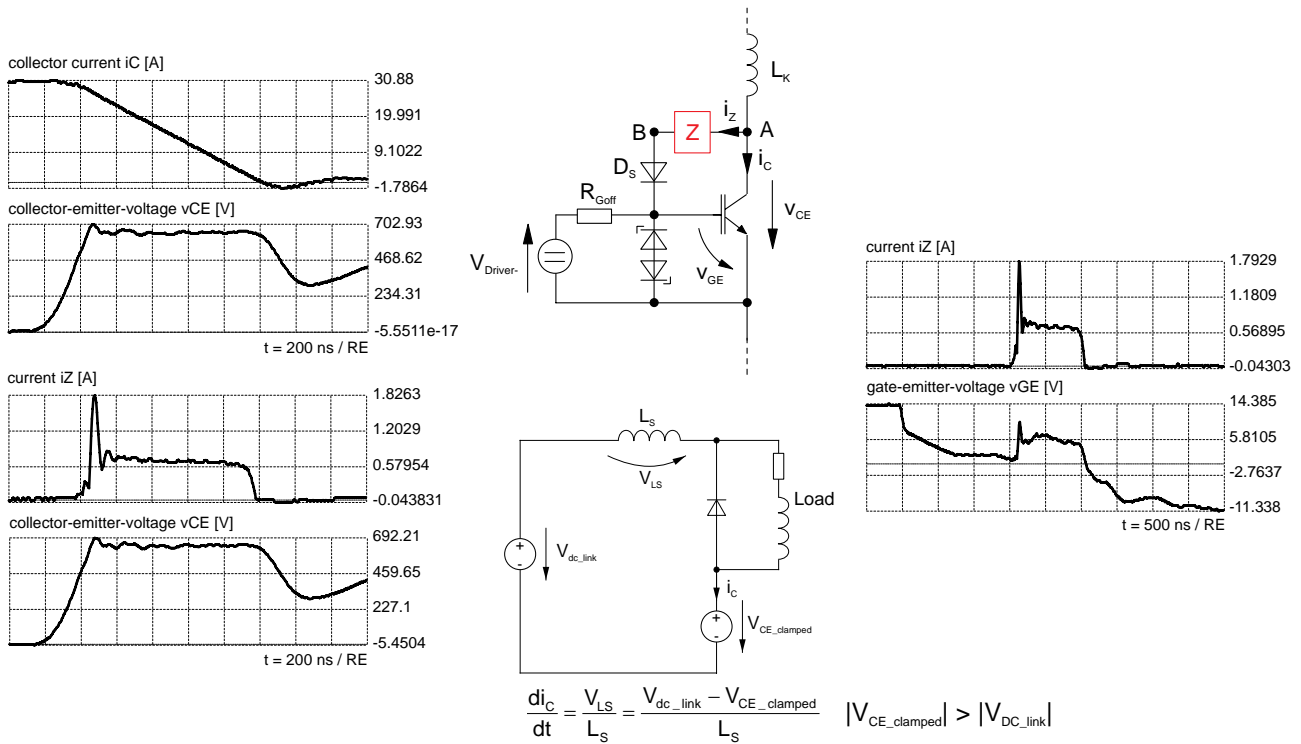 collector current iC [A]
30.88
19.991
9.1022
-1.7864
collector-emitter-voltage vCE [V]
702.93
468.62
234.31
-5.5511e-17
t = 200 ns / RE
current iZ [A]
1.8263
1.2029
0.57954
-0.043831
collector-emitter-voltage vCE [V]
692.21
459.65
227.1
-5.4504
t = 200 ns / RE
L_K
i_Z
B
Z
A
D_S
i_C
R_Goff
v_CE
V_Driver-
v_GE
L_S
V_LS
Load
V_dc_link
+
-
i_C
+
-
V_CE_clamped
di_C/dt = V_LS/L_S = (V_dc_link − V_CE_clamped)/L_S |V_CE_clamped| > |V_DC_link|
current iZ [A]
1.7929
1.1809
0.56895
-0.04303
gate-emitter-voltage vGE [V]
14.385
5.8105
-2.7637
-11.338
t = 500 ns / RE